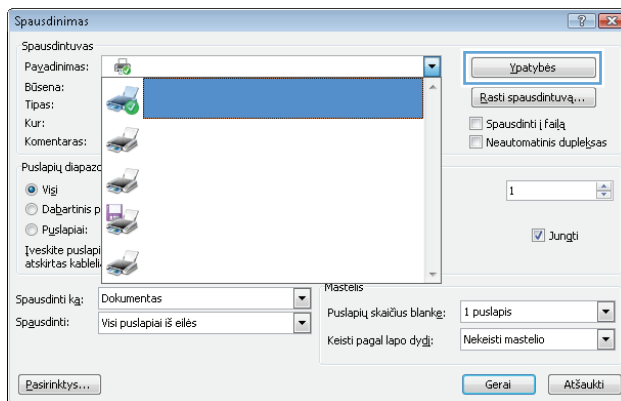 Spausdinimas
Spausdintuvas
Pavadinimas:
Ypatybės
Būsena:
Rasti spausdintuvą...
Tipas:
Kur:
Spausdinti į failą
Komentaras:
Neautomatinis dupleksas
Puslapių diapazo
Visi
1
Dabartinis p
Puslapiai:
Jungti
Įveskite puslapi
atskirtas kableli
Mastelis
Spausdinti ką: Dokumentas
Puslapių skaičius blanke: 1 puslapis
Spausdinti: Visi puslapiai iš eilės
Keisti pagal lapo dydį: Nekeisti mastelio
Pasirinktys...
Gerai
Atšaukti